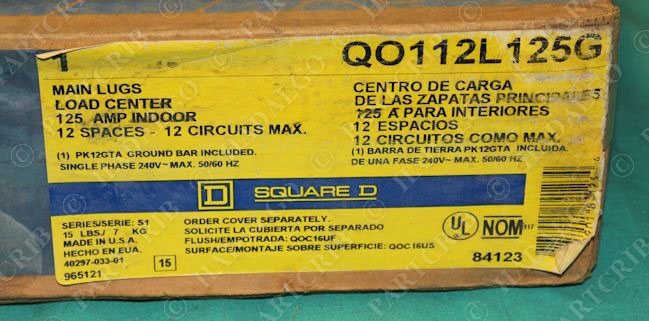 1
QO112L125G
MAIN LUGS
LOAD CENTER
125 AMP INDOOR
12 SPACES - 12 CIRCUITS MAX.
(1) PK12GTA GROUND BAR INCLUDED.
SINGLE PHASE 240V~ MAX. 50/60 HZ
CENTRO DE CARGA
DE LAS ZAPATAS PRINCIPALES
125 A PARA INTERIORES
12 ESPACIOS
12 CIRCUITOS COMO MAX.
(1) BARRA DE TIERRA PK12GTA INCLUIDA.
DE UNA FASE 240V~ MAX. 50/60 HZ
D SQUARE D
SERIES/SERIE: S1
15 LBS./ 7 KG
MADE IN U.S.A.
HECHO EN EUA.
40297-033-01
965121
15
ORDER COVER SEPARATELY.
SOLICITE LA CUBIERTA POR SEPARADO
FLUSH/EMPOTRADA: QOC16UF
SURFACE/MONTAJE SOBRE SUPERFICIE: QOC16US
UL
NOM 117
84123
PARTCRIB
HTALGO